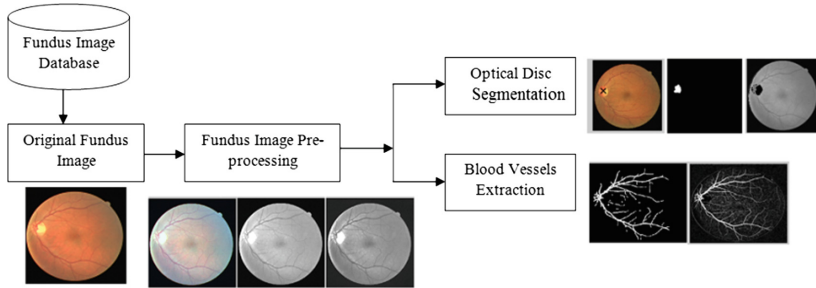 Fundus Image
Database
Original Fundus
Image
Fundus Image Pre-
processing
Optical Disc
Segmentation
Blood Vessels
Extraction